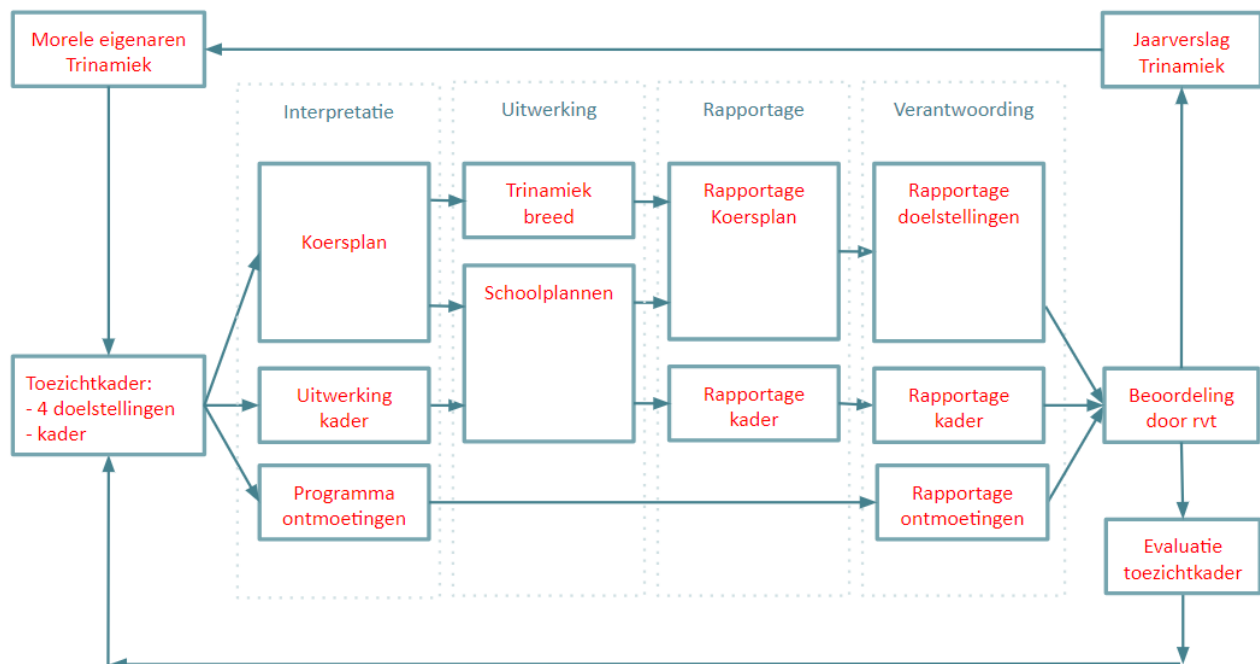 Morele eigenaren
Trinamiek
Jaarverslag
Trinamiek
Interpretatie
Uitwerking
Rapportage
Verantwoording
Koersplan
Trinamiek
breed
Rapportage
Koersplan
Rapportage
doelstellingen
Schoolplannen
Toezichtkader:
- 4 doelstellingen
- kader
Uitwerking
kader
Rapportage
kader
Rapportage
kader
Beoordeling
door rvt
Programma
ontmoetingen
Rapportage
ontmoetingen
Evaluatie
toezichtkader